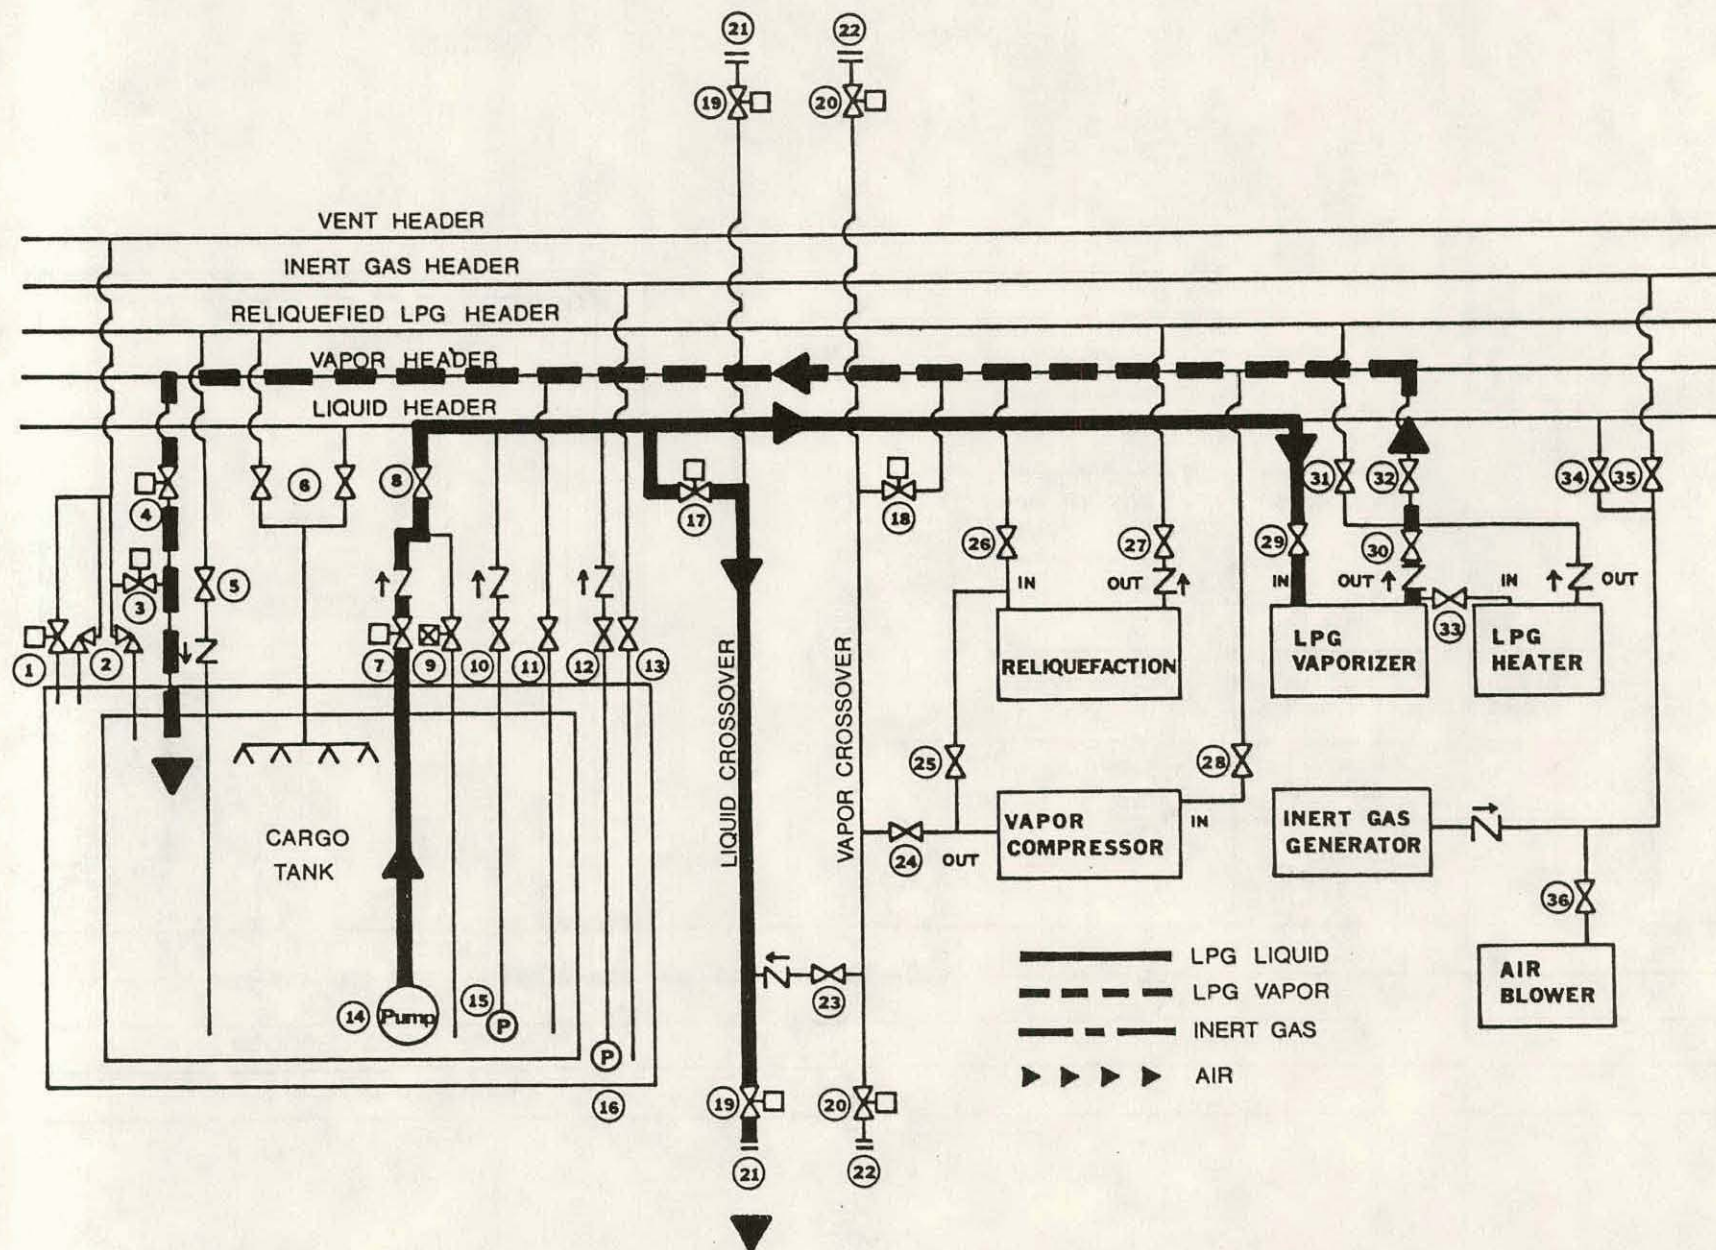 21
22
19
20
VENT HEADER
INERT GAS HEADER
RELIQUEFIED LPG HEADER
VAPOR HEADER
LIQUID HEADER
4
6
8
17
18
26
27
29
31
32
30
34
35
IN
OUT
IN
OUT
IN
OUT
3
5
33
1
2
7
9
10
11
12
13
RELIQUEFACTION
LPG
VAPORIZER
LPG
HEATER
LIQUID CROSSOVER
VAPOR CROSSOVER
25
28
CARGO
TANK
VAPOR
COMPRESSOR
IN
INERT GAS
GENERATOR
24
OUT
36
14
Pump
15
P
P
16
23
LPG LIQUID
LPG VAPOR
INERT GAS
AIR
AIR
BLOWER
19
20
21
22